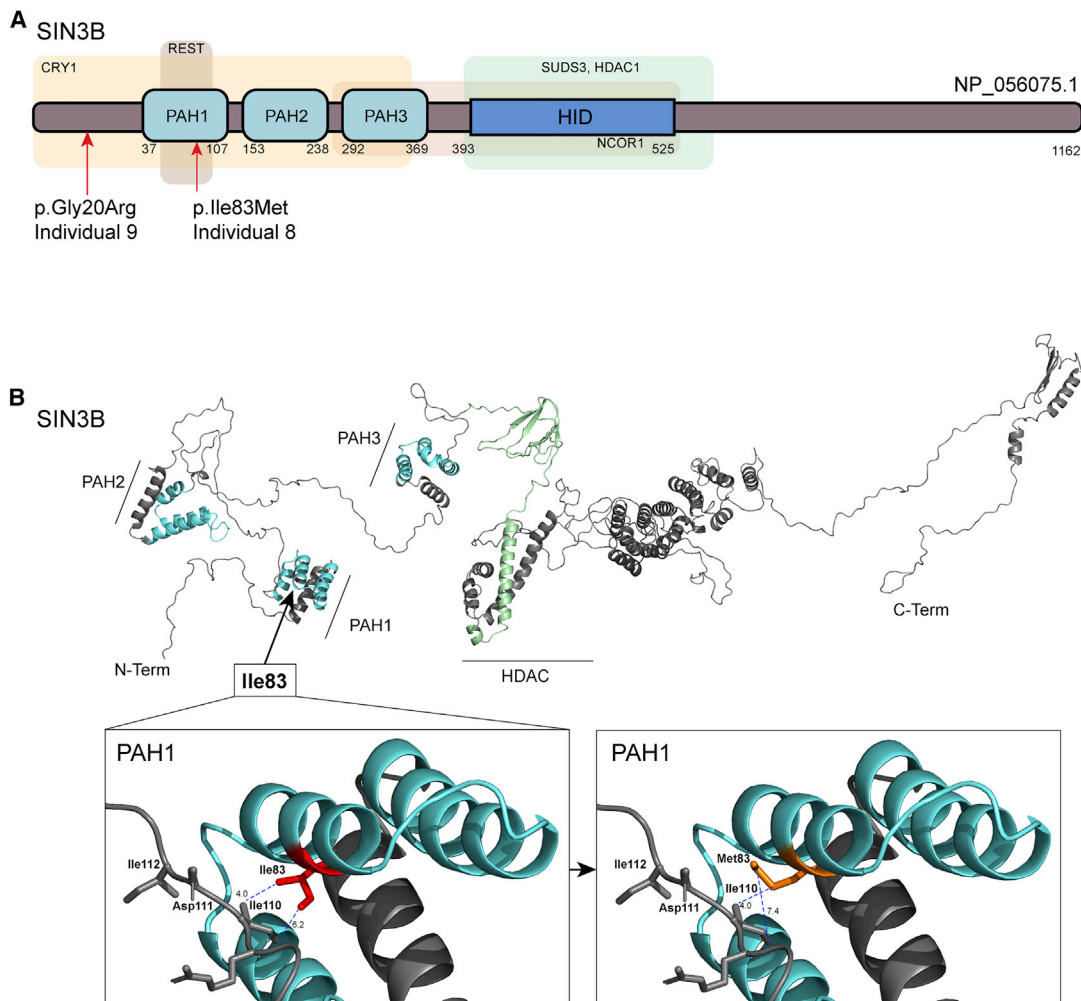 A
SIN3B
REST
CRY1
SUDS3, HDAC1
NP_056075.1
PAH1
PAH2
PAH3
HID
NCOR1
37
107
153
238
292
369
393
525
1162
p.Gly20Arg
Individual 9
p.Ile83Met
Individual 8
B
SIN3B
PAH2
PAH3
PAH1
N-Term
C-Term
HDAC
Ile83
PAH1
Ile112
Asp111
Ile83
Ile110
4.0
6.2
PAH1
Ile112
Asp111
Met83
Ile110
4.0
7.4